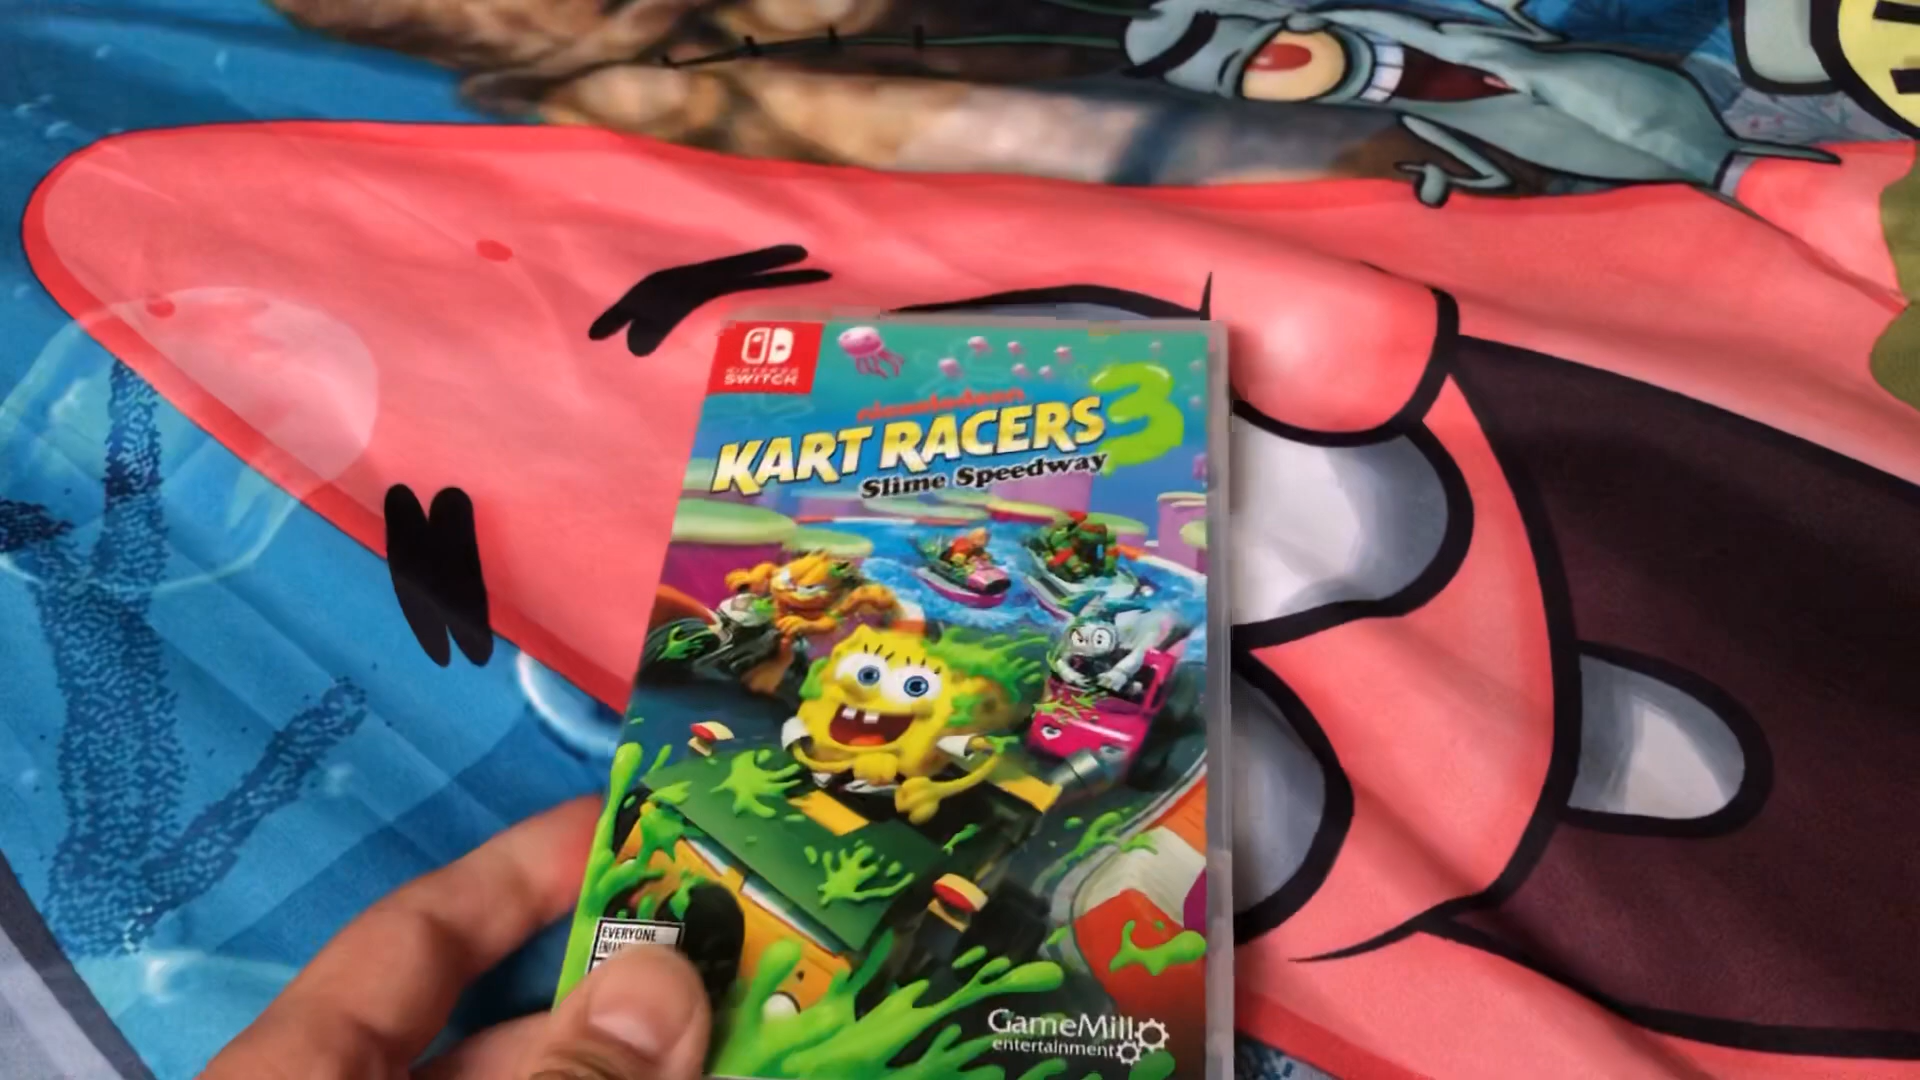 NINTENDO
SWITCH
nickelodeon
KART RACERS 3
Slime Speedway
EVERYONE
GameMill
entertainment